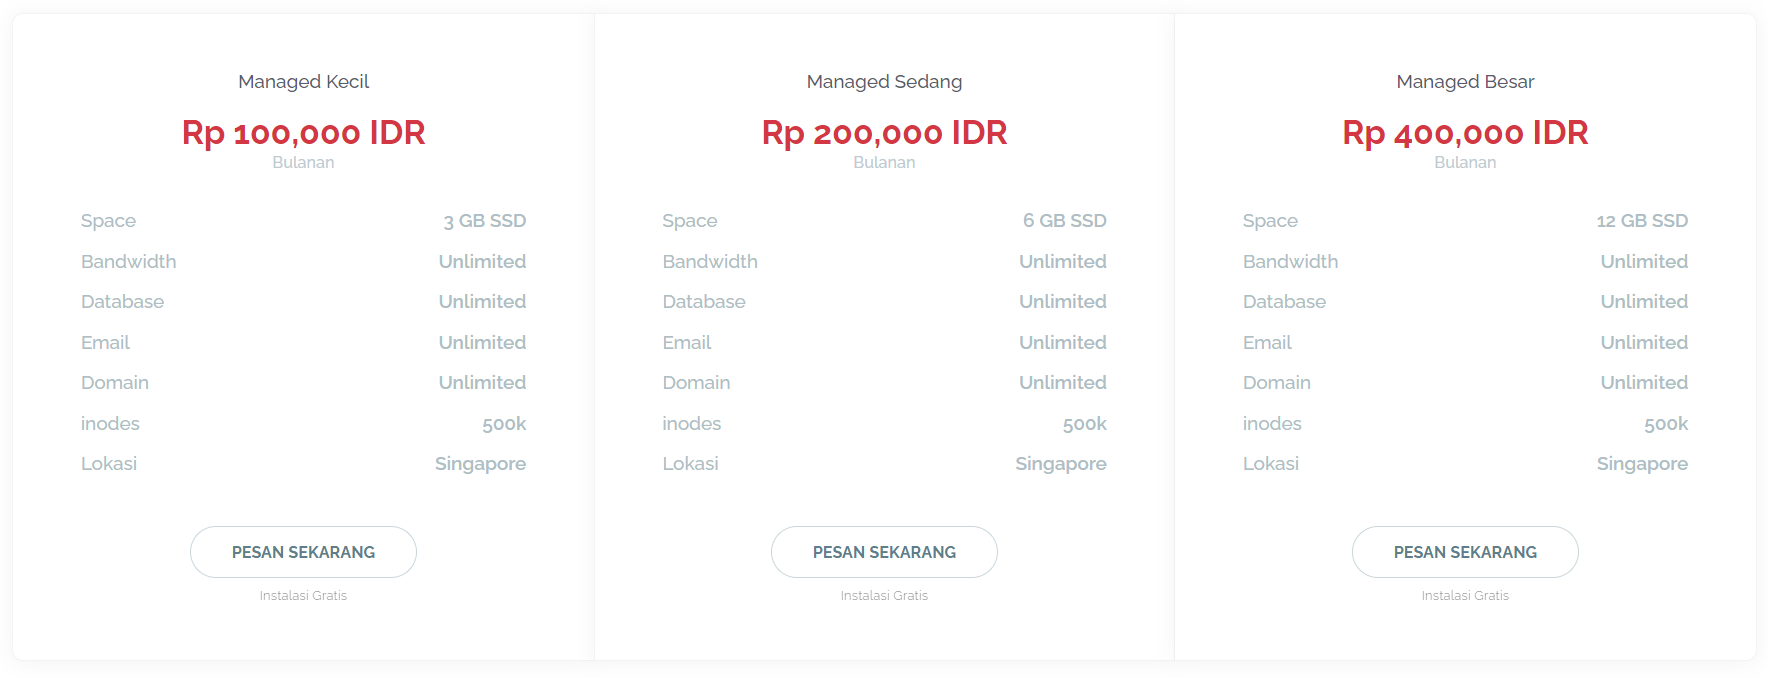 Managed Kecil
Rp 100,000 IDR
Bulanan
Space 3 GB SSD
Bandwidth Unlimited
Database Unlimited
Email Unlimited
Domain Unlimited
inodes 500k
Lokasi Singapore
PESAN SEKARANG
Instalasi Gratis
Managed Sedang
Rp 200,000 IDR
Bulanan
Space 6 GB SSD
Bandwidth Unlimited
Database Unlimited
Email Unlimited
Domain Unlimited
inodes 500k
Lokasi Singapore
PESAN SEKARANG
Instalasi Gratis
Managed Besar
Rp 400,000 IDR
Bulanan
Space 12 GB SSD
Bandwidth Unlimited
Database Unlimited
Email Unlimited
Domain Unlimited
inodes 500k
Lokasi Singapore
PESAN SEKARANG
Instalasi Gratis